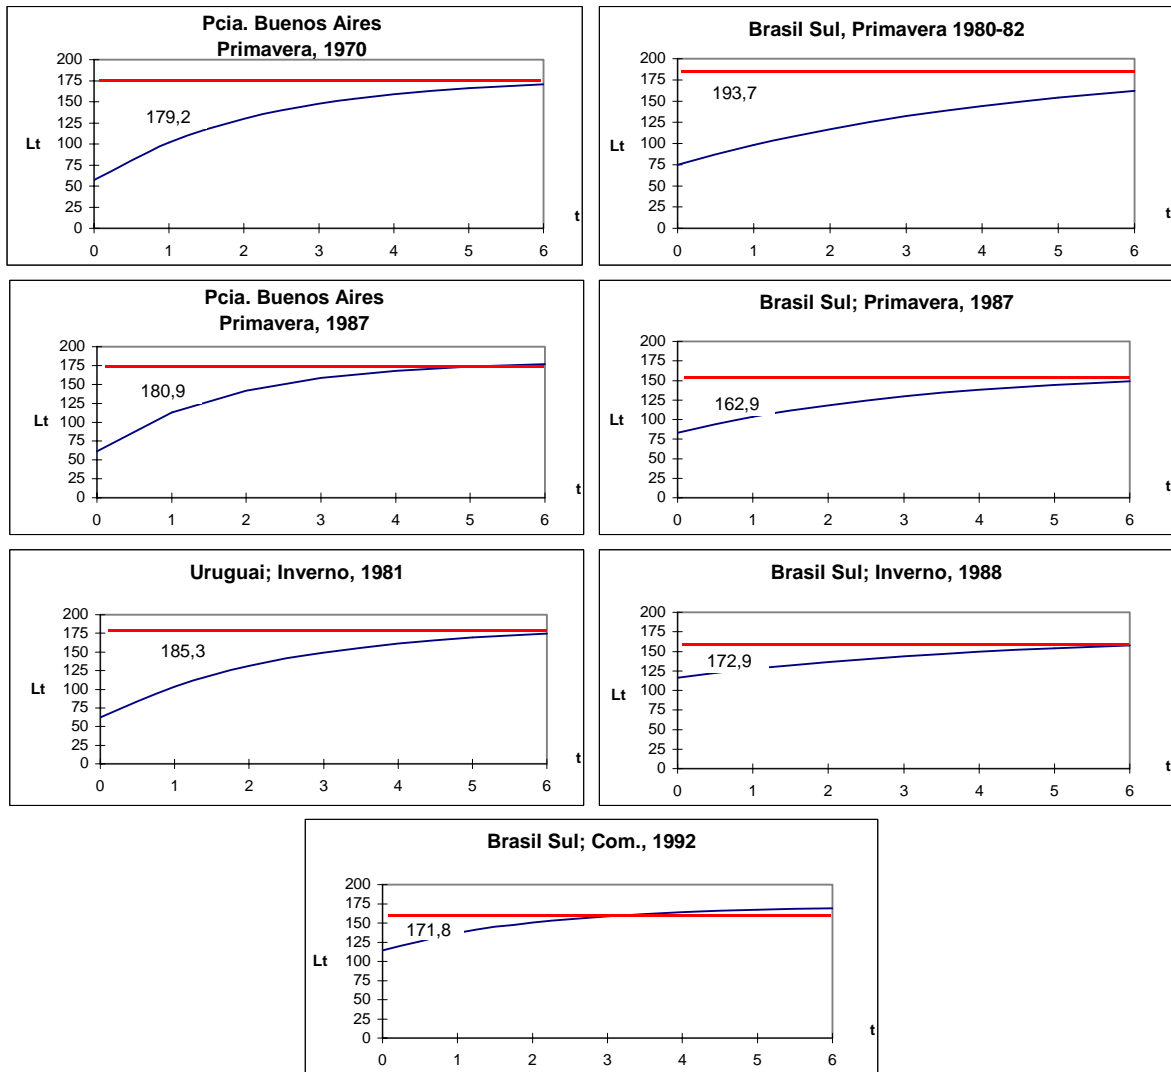 Pcia. Buenos Aires
Primavera, 1970
200
175
150
125
100
75
50
25
0
Lt
179,2
t
0 1 2 3 4 5 6
Brasil Sul, Primavera 1980-82
200
175
150
125
100
75
50
25
0
Lt
193,7
t
0 1 2 3 4 5 6
Pcia. Buenos Aires
Primavera, 1987
200
175
150
125
100
75
50
25
0
Lt
180,9
t
0 1 2 3 4 5 6
Brasil Sul; Primavera, 1987
200
175
150
125
100
75
50
25
0
Lt
162,9
t
0 1 2 3 4 5 6
Uruguai; Inverno, 1981
200
175
150
125
100
75
50
25
0
Lt
185,3
t
0 1 2 3 4 5 6
Brasil Sul; Inverno, 1988
200
175
150
125
100
75
50
25
0
Lt
172,9
t
0 1 2 3 4 5 6
Brasil Sul; Com., 1992
200
175
150
125
100
75
50
25
0
Lt
171,8
t
0 1 2 3 4 5 6